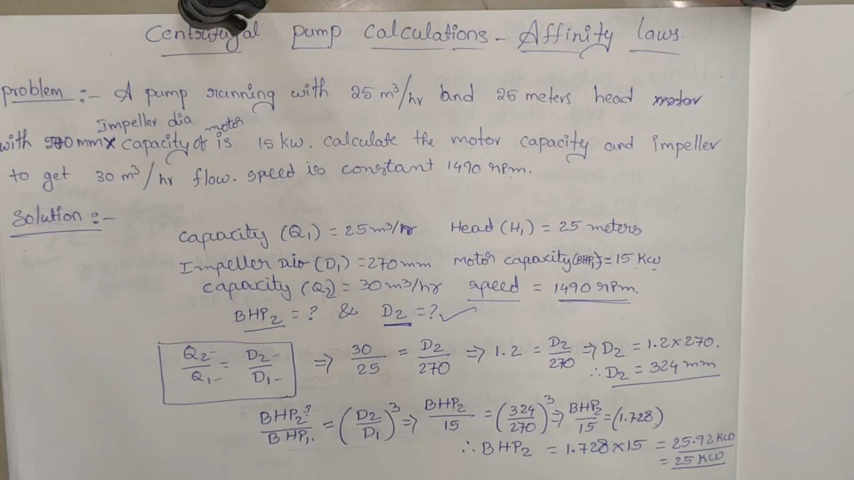 Centrifugal pump calculations - Affinity laws.
problem :- A pump running with 25 m³/hr and 25 meters head motor
Impeller dia motor
with mm capacity of is 15 kw. calculate the motor capacity and impeller
to get 30 m³/hr flow. speed is constant 1490 rpm.
Solution :-
capacity (Q₁) = 25 m³/hr Head (H₁) = 25 meters
Impeller Dia (D₁) = 270 mm motor capacity (BHP₁) = 15 Kw
capacity (Q₂) = 30 m³/hr speed = 1490 rpm.
BHP₂ = ? & D₂ = ? ✓
Q₂/Q₁ = D₂/D₁ ⇒ 30/25 = D₂/270 ⇒ 1.2 = D₂/270 ⇒ D₂ = 1.2 × 270.
∴ D₂ = 324 mm
BHP₂?/BHP₁ = (D₂/D₁)³ ⇒ BHP₂/15 = (324/270)³ ⇒ BHP₂/15 = (1.728)
∴ BHP₂ = 1.728 × 15 = 25.92 KW
= 25 KW